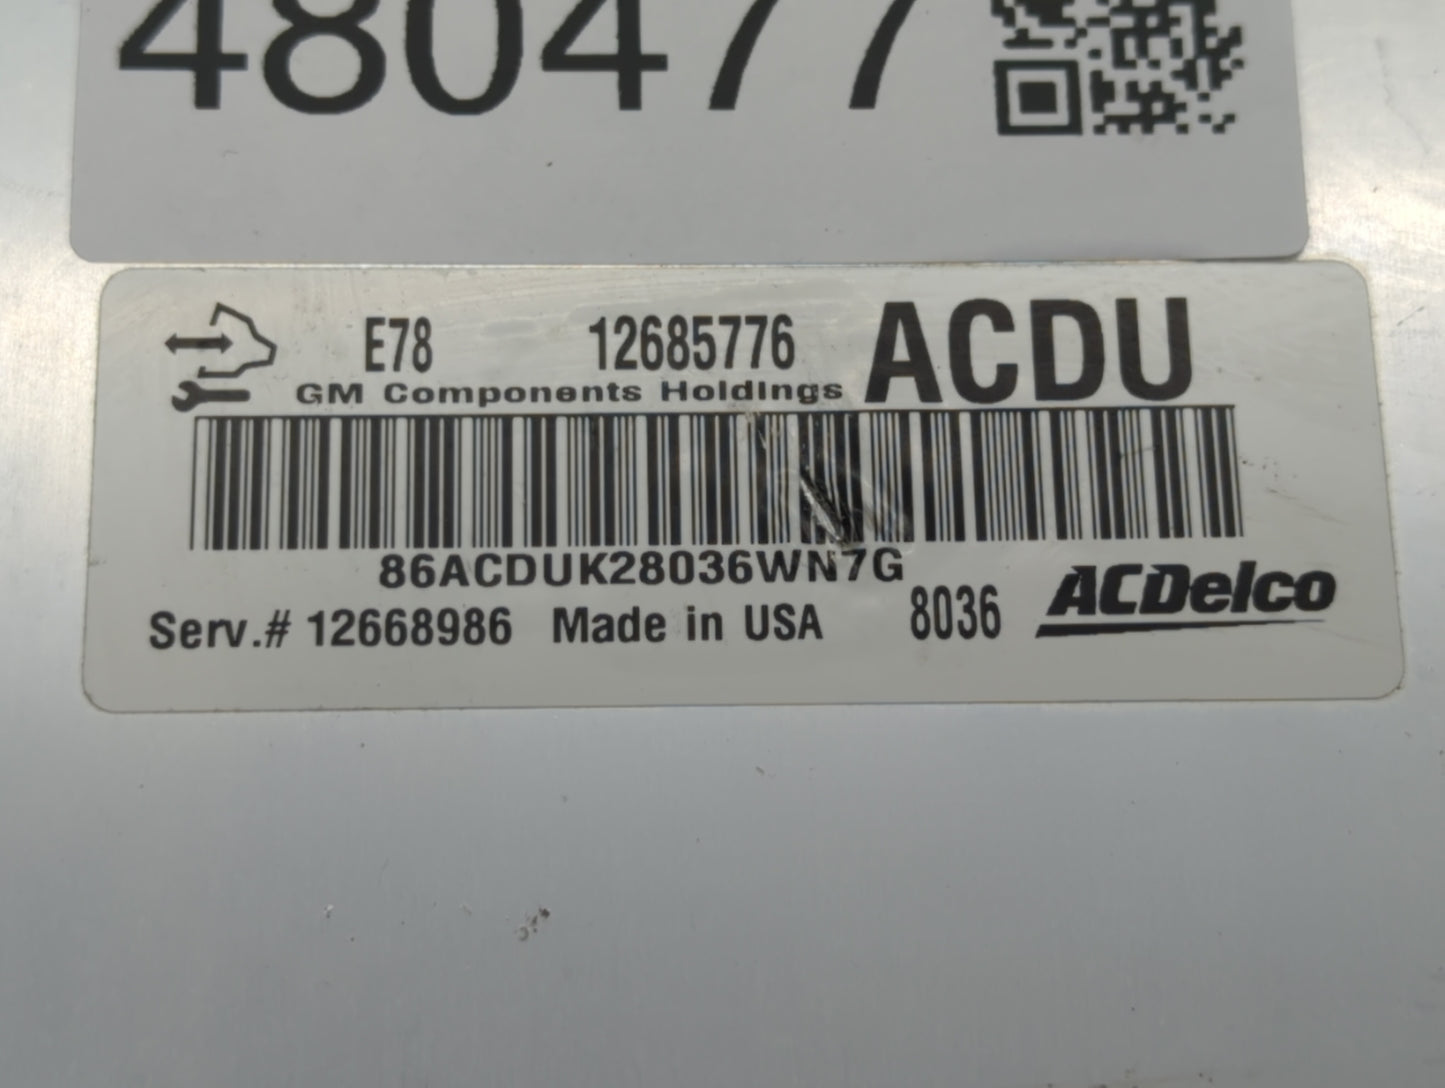 480477
E78 12685776 ACDU
GM Components Holdings
86ACDUK28036WN7G
Serv.# 12668986 Made in USA 8036 ACDelco